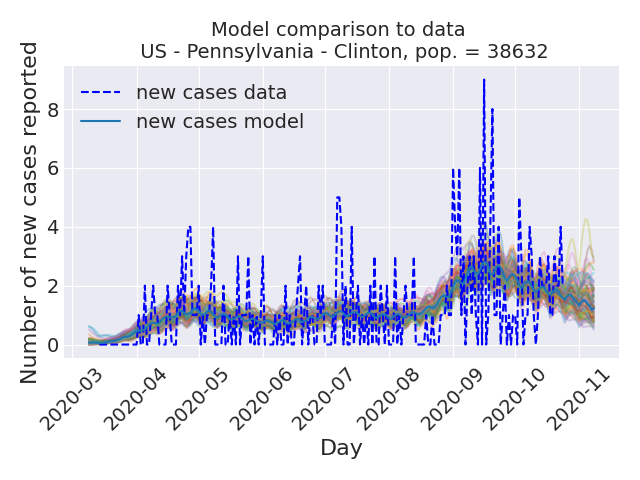 Model comparison to data
US - Pennsylvania - Clinton, pop. = 38632
Number of new cases reported
new cases data
new cases model
8
6
4
2
0
2020-03
2020-04
2020-05
2020-06
2020-07
2020-08
2020-09
2020-10
2020-11
Day